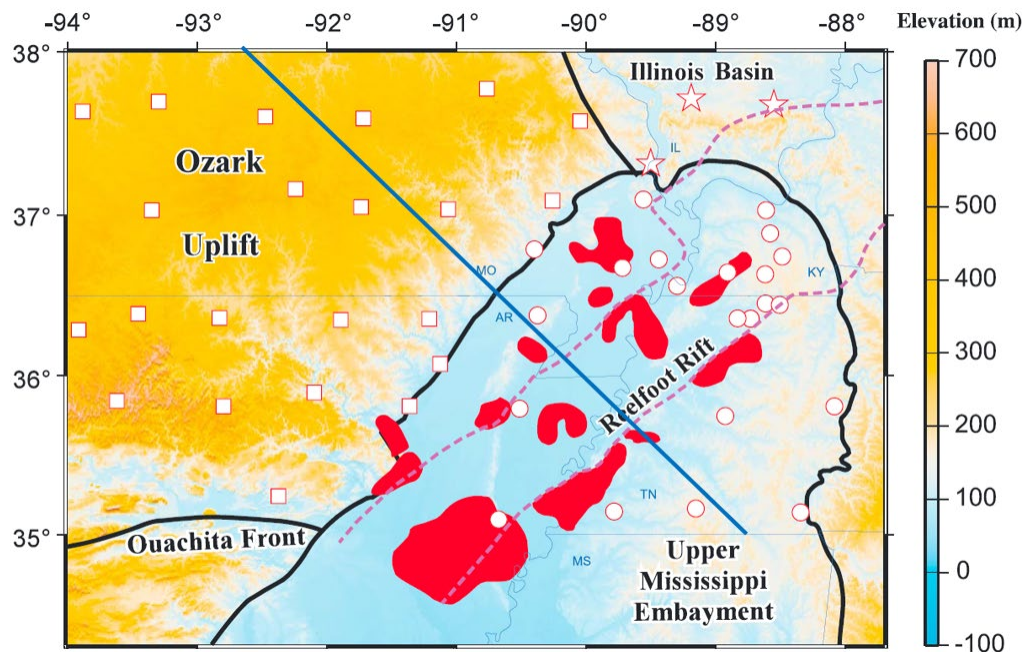 -94° -93° -92° -91° -90° -89° -88°
Elevation (m)
38°
37°
36°
35°
Illinois Basin
IL
Ozark
Uplift
MO
AR
KY
Reelfoot Rift
TN
MS
Ouachita Front
Upper
Mississippi
Embayment
700
600
500
400
300
200
100
0
-100